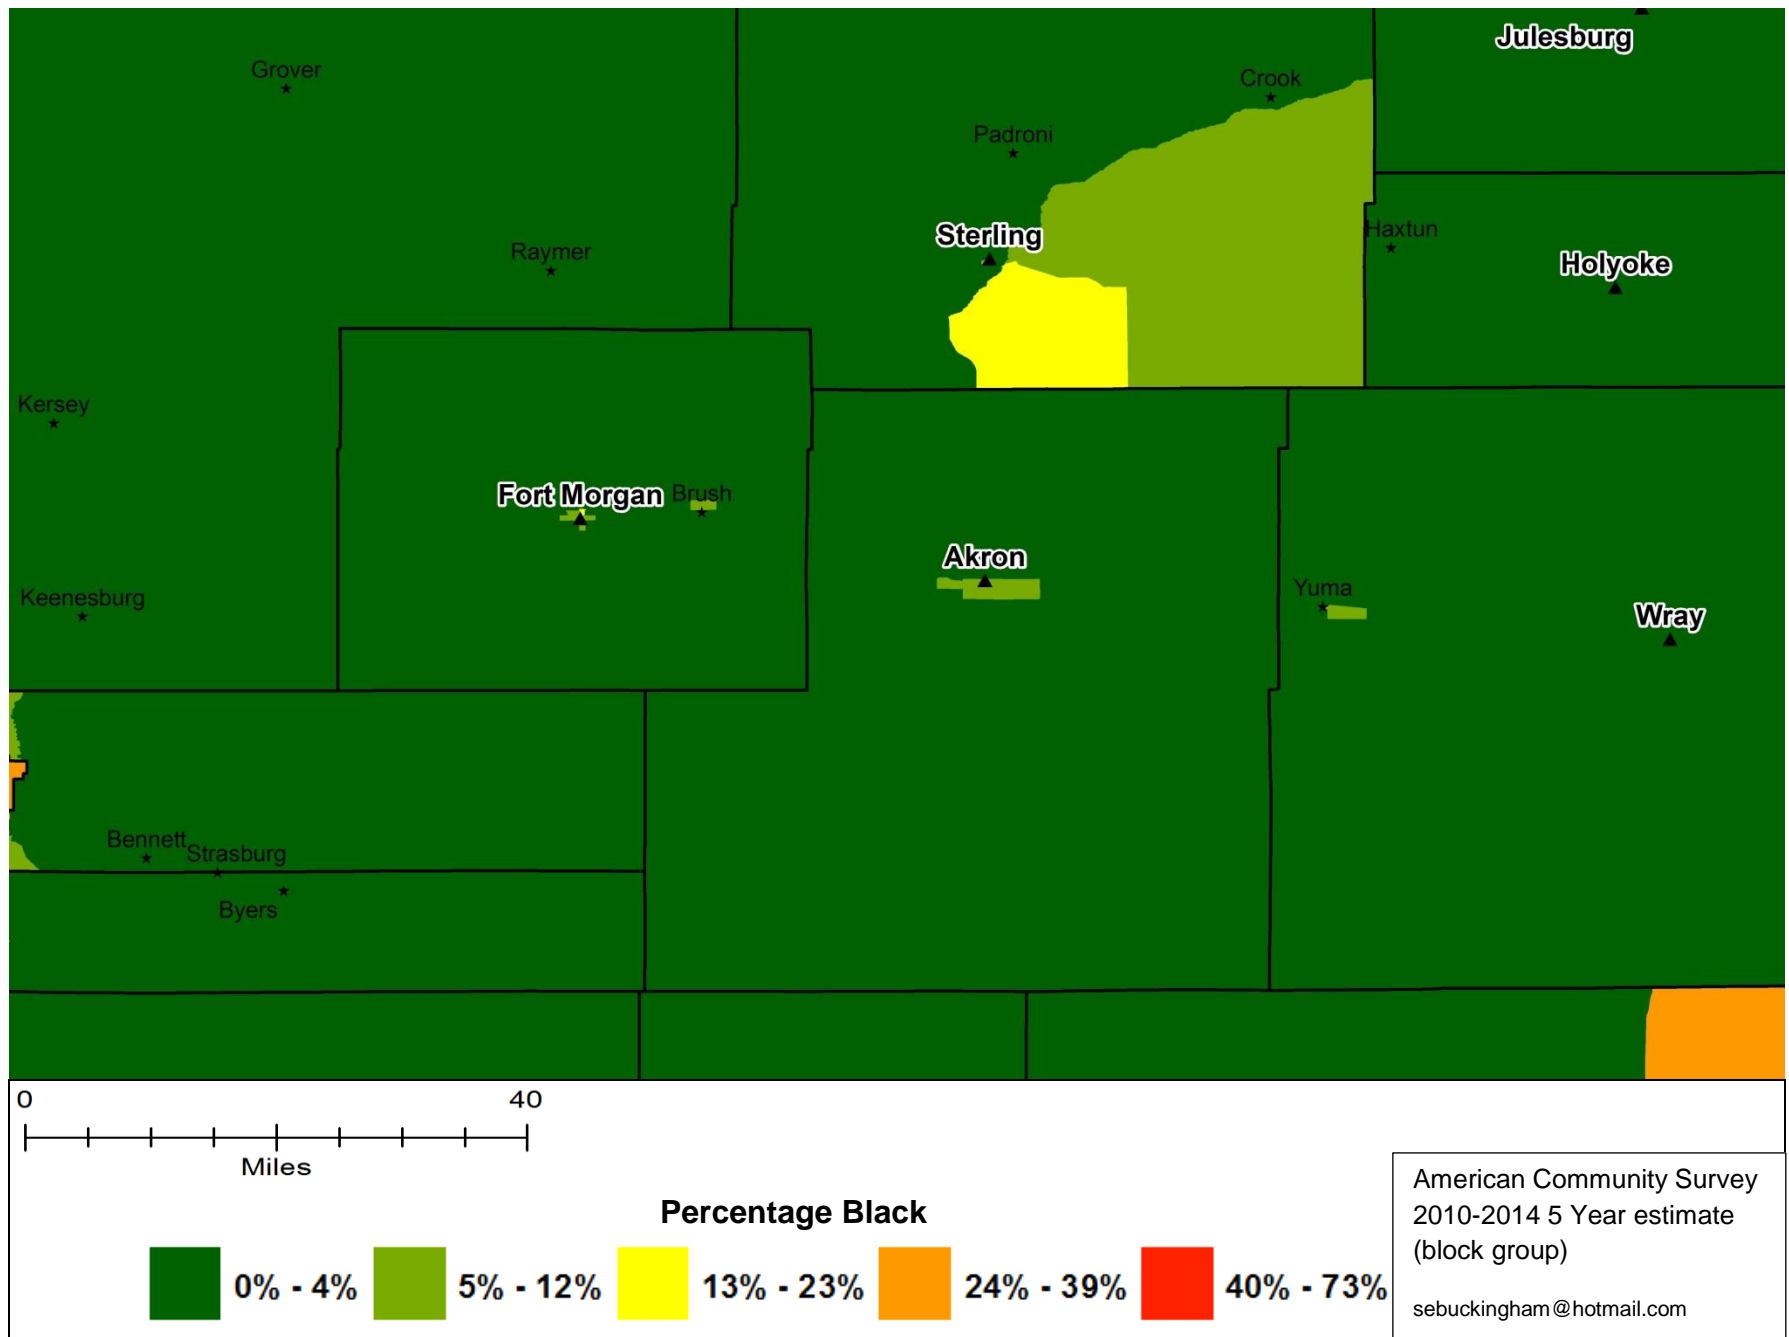 Julesburg
Grover
Crook
Padroni
Sterling
Haxtun
Raymer
Holyoke
Kersey
Fort Morgan
Brush
Akron
Yuma
Keenesburg
Wray
Bennett
Strasburg
Byers
0 40
Miles
Percentage Black
0% - 4% 5% - 12% 13% - 23% 24% - 39% 40% - 73%
American Community Survey
2010-2014 5 Year estimate
(block group)
sebuckingham@hotmail.com